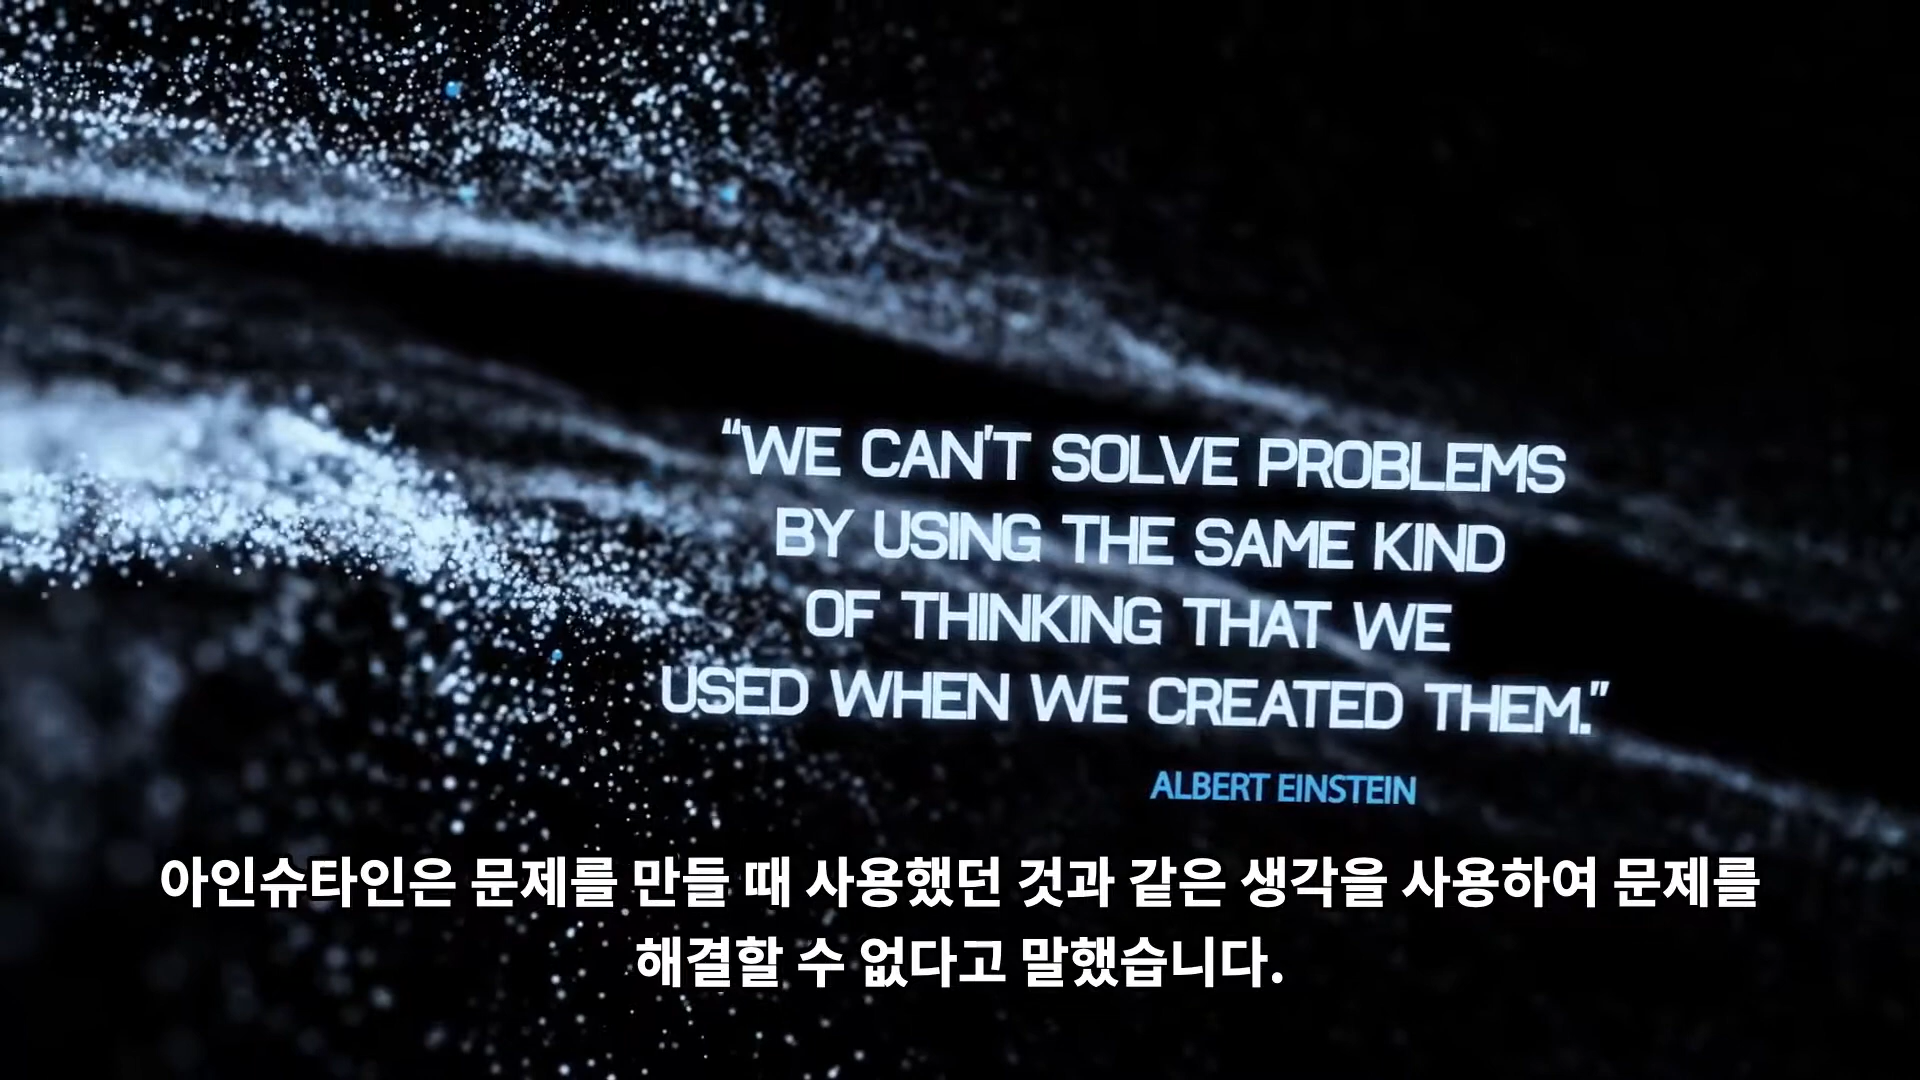 “WE CAN'T SOLVE PROBLEMS
BY USING THE SAME KIND
OF THINKING THAT WE
USED WHEN WE CREATED THEM.”
ALBERT EINSTEIN
아인슈타인은 문제를 만들 때 사용했던 것과 같은 생각을 사용하여 문제를
해결할 수 없다고 말했습니다.